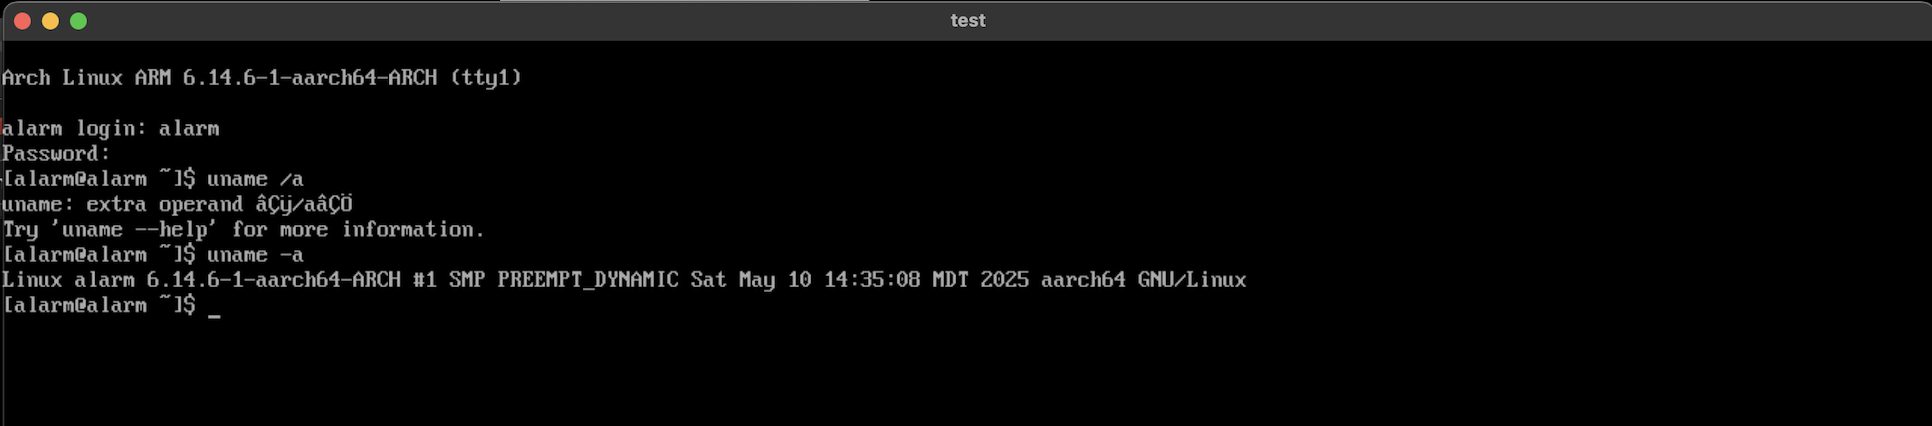 test
Arch Linux ARM 6.14.6-1-aarch64-ARCH (tty1)
alarm login: alarm
Password:
[alarm@alarm ~]$ uname /a
uname: extra operand âÇÿ/aâÇÖ
Try 'uname --help' for more information.
[alarm@alarm ~]$ uname -a
Linux alarm 6.14.6-1-aarch64-ARCH #1 SMP PREEMPT_DYNAMIC Sat May 10 14:35:08 MDT 2025 aarch64 GNU/Linux
[alarm@alarm ~]$ _